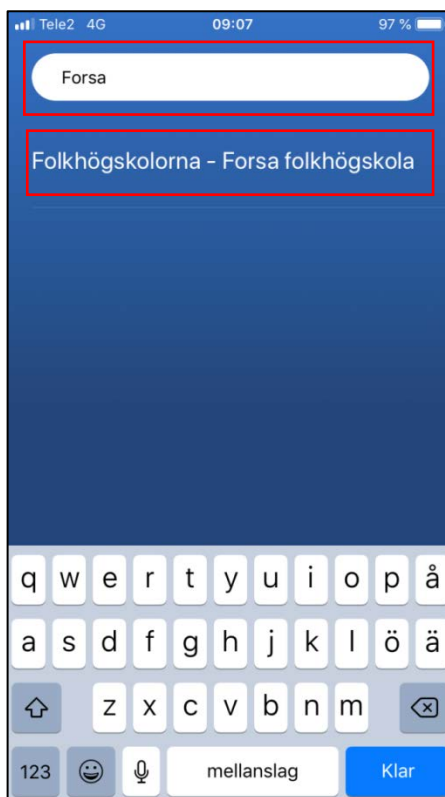 Tele2 4G 09:07 97 %
Forsa
Folkhögskolorna - Forsa folkhögskola
q w e r t y u i o p å
a s d f g h j k l ö ä
z x c v b n m
123 mellanslag Klar